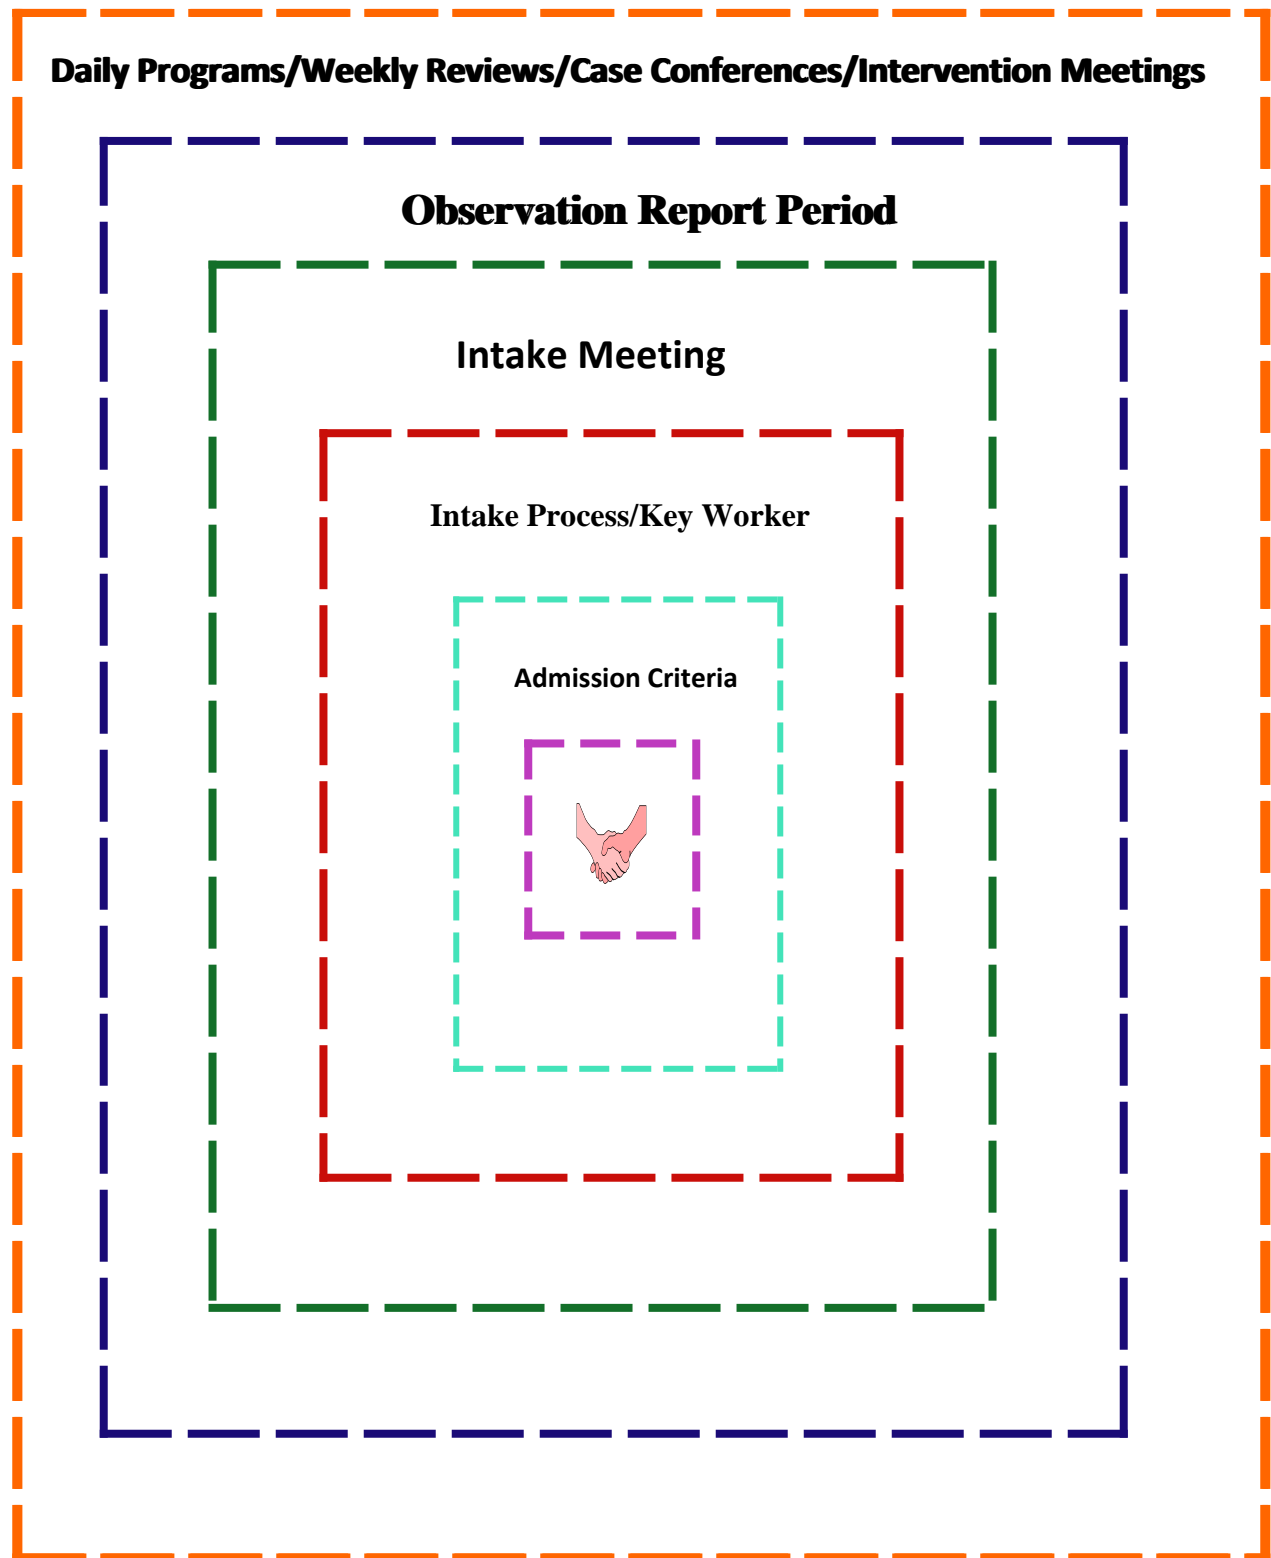 Daily Programs/Weekly Reviews/Case Conferences/Intervention Meetings
Observation Report Period
Intake Meeting
Intake Process/Key Worker
Admission Criteria